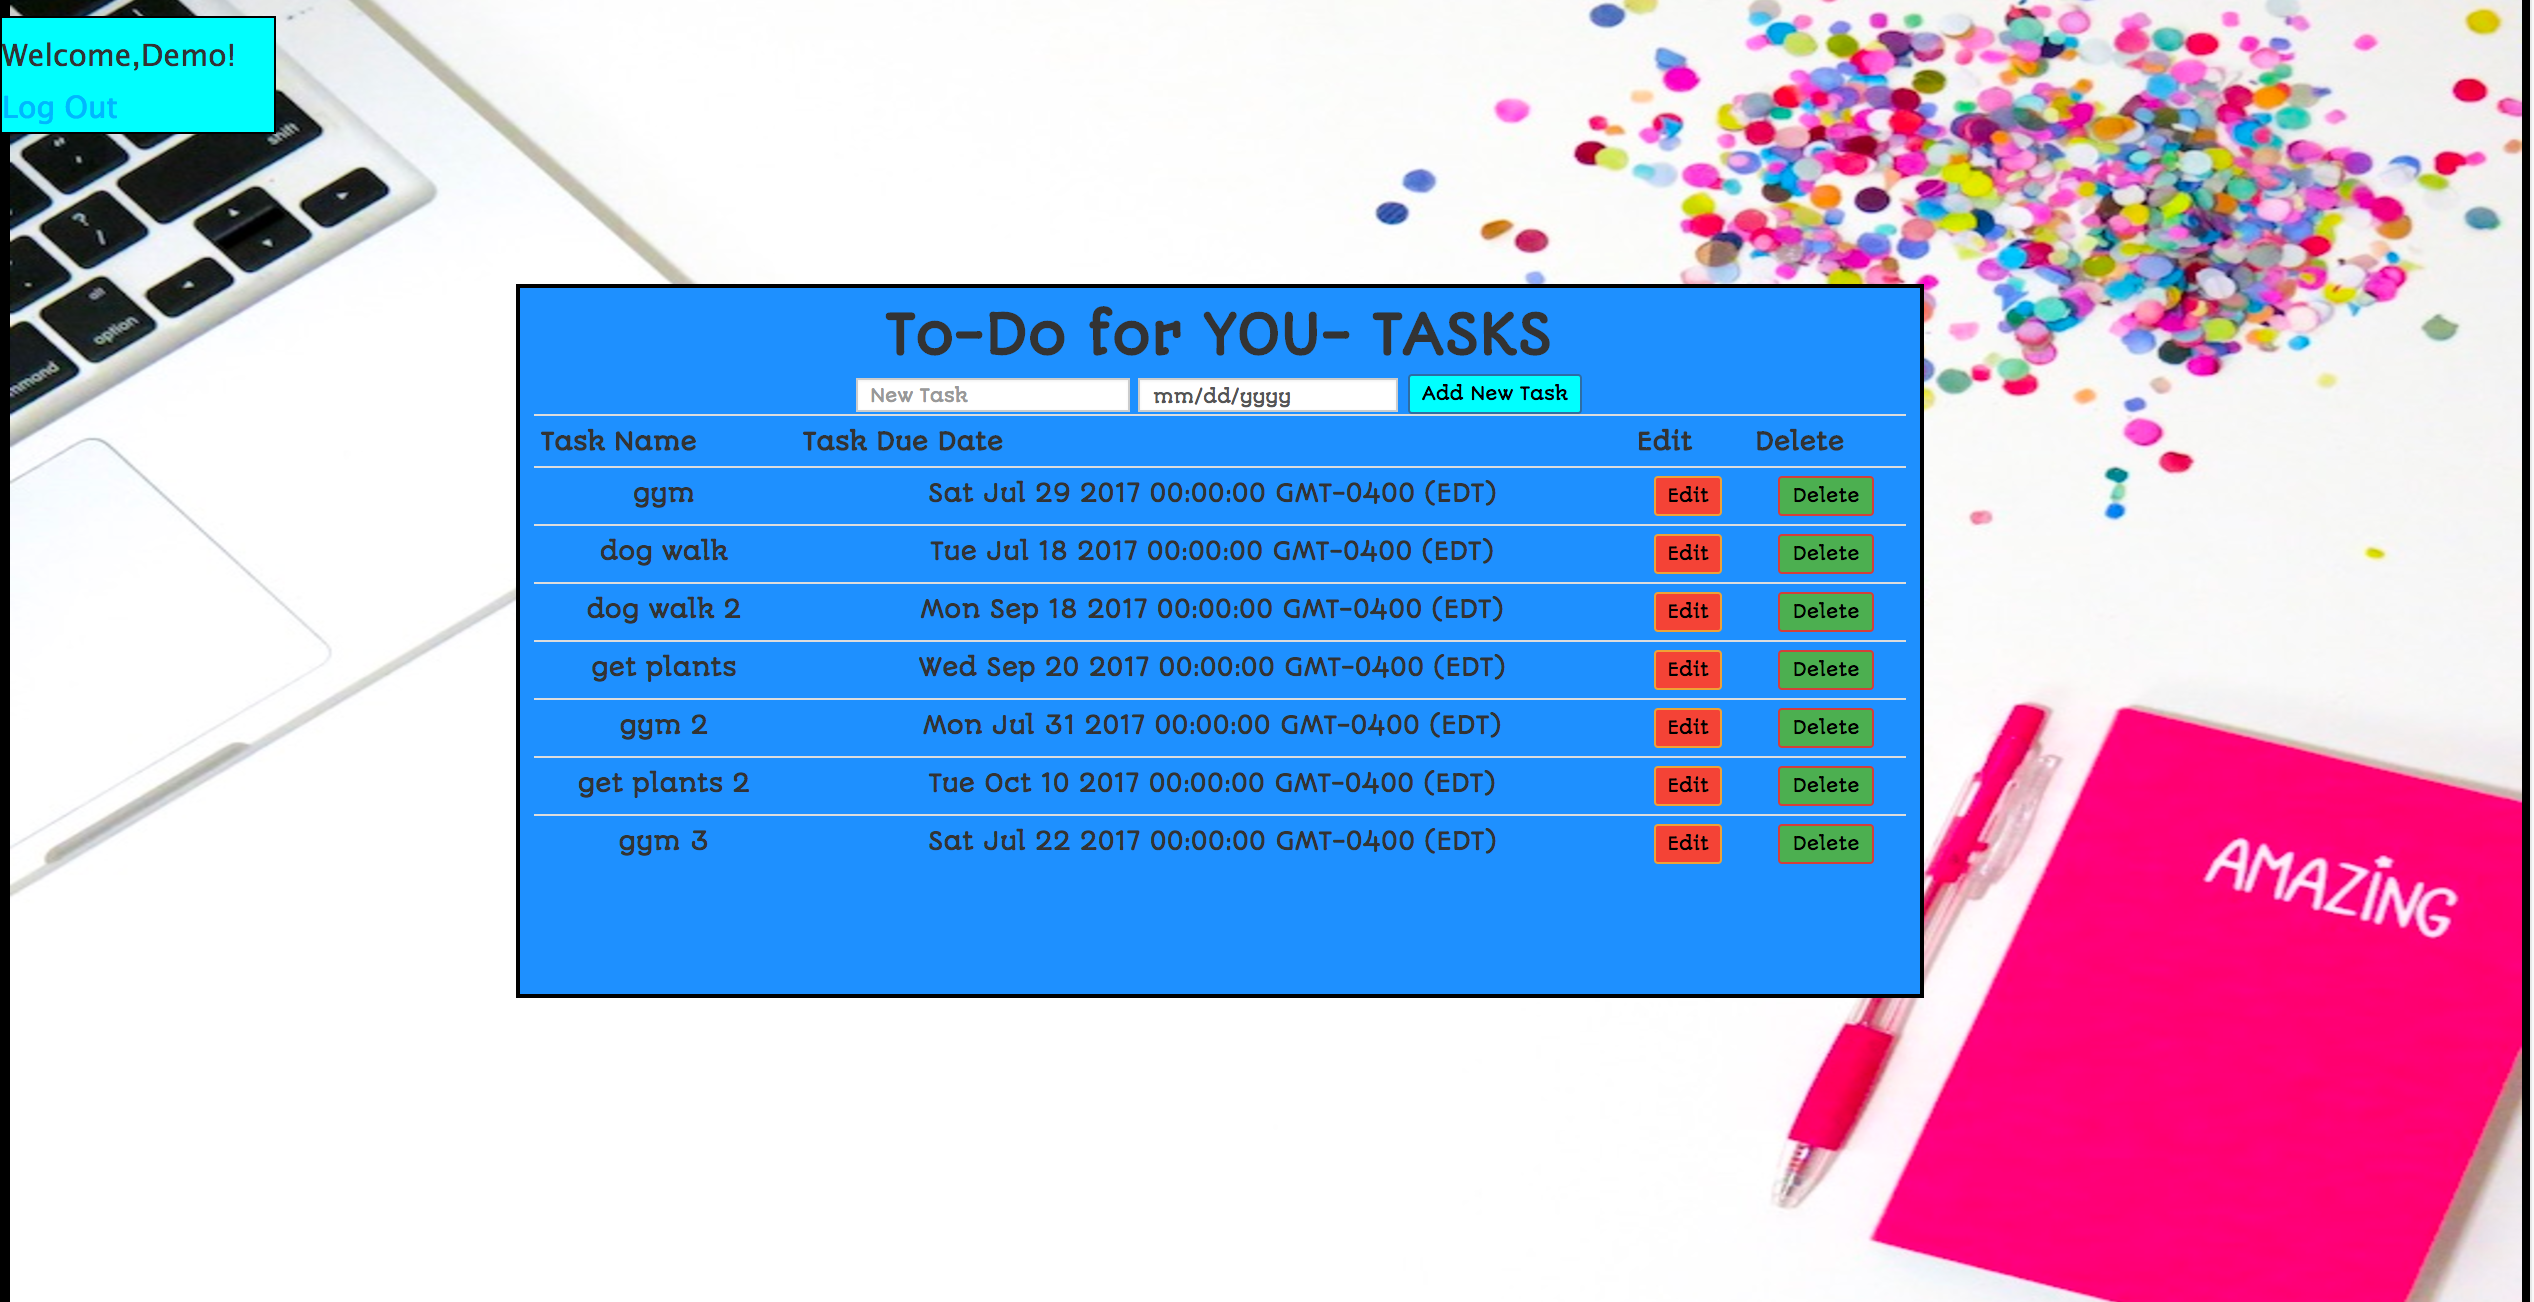 Welcome,Demo!
Log Out
shift
option
alt
command
To-Do for YOU- TASKS
New Task mm/dd/yyyy Add New Task
Task Name Task Due Date Edit Delete
gym Sat Jul 29 2017 00:00:00 GMT-0400 (EDT) Edit Delete
dog walk Tue Jul 18 2017 00:00:00 GMT-0400 (EDT) Edit Delete
dog walk 2 Mon Sep 18 2017 00:00:00 GMT-0400 (EDT) Edit Delete
get plants Wed Sep 20 2017 00:00:00 GMT-0400 (EDT) Edit Delete
gym 2 Mon Jul 31 2017 00:00:00 GMT-0400 (EDT) Edit Delete
get plants 2 Tue Oct 10 2017 00:00:00 GMT-0400 (EDT) Edit Delete
gym 3 Sat Jul 22 2017 00:00:00 GMT-0400 (EDT) Edit Delete
AMAZING